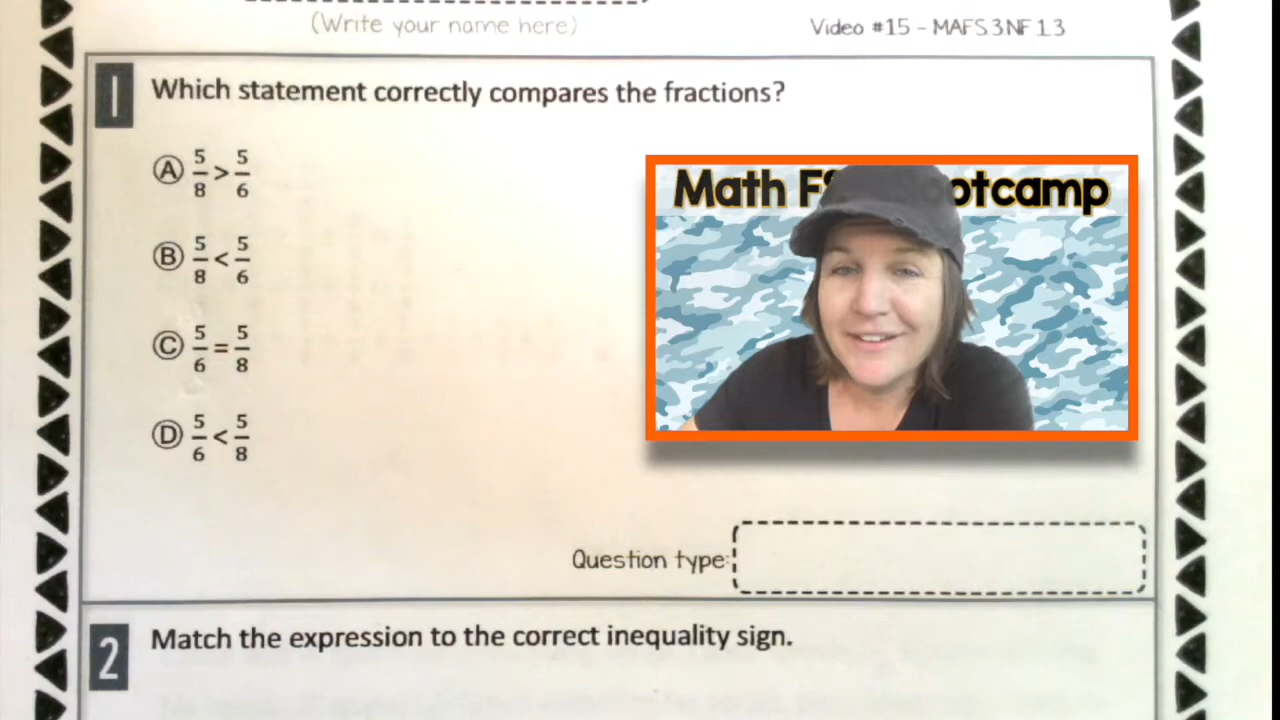 (Write your name here)
Video #15 - MAFS.3.NF.1.3
1 Which statement correctly compares the fractions?
A 5/8 > 5/6
B 5/8 < 5/6
C 5/6 = 5/8
D 5/6 < 5/8
Math otcamp
Question type:
2 Match the expression to the correct inequality sign.